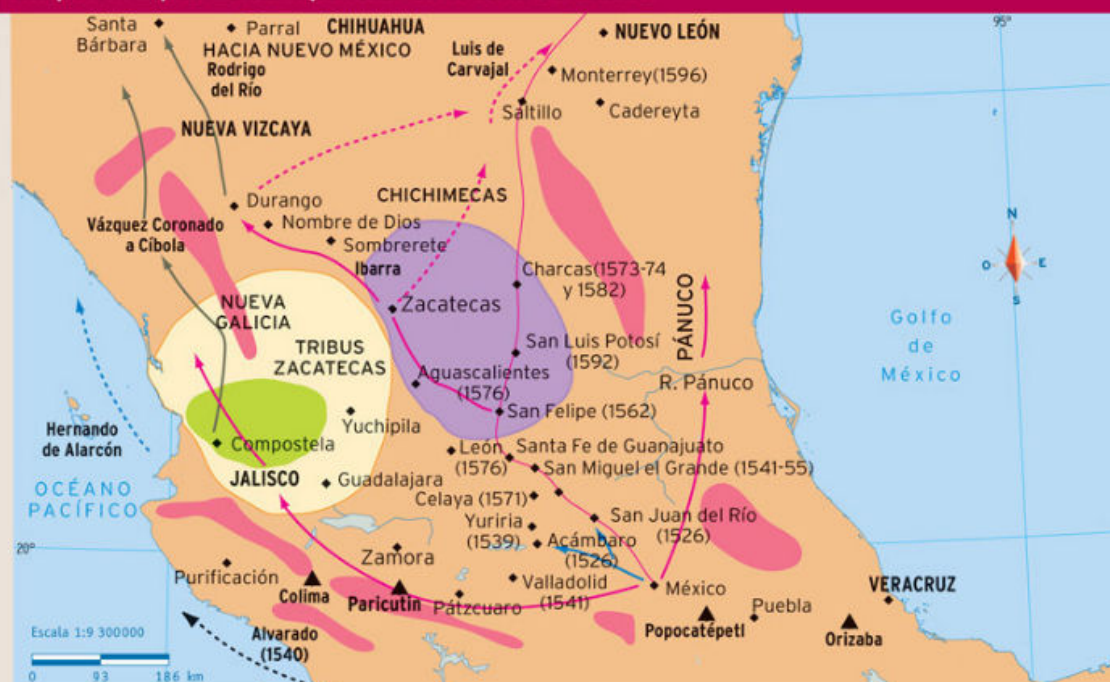 Santa
Bárbara
Parral
CHIHUAHUA
HACIA NUEVO MÉXICO
Rodrigo
del Río
Luis de
Carvajal
NUEVO LEÓN
Monterrey(1596)
Saltillo
Cadereyta
95°
NUEVA VIZCAYA
CHICHIMECAS
Durango
Nombre de Dios
Sombrerete
Ibarra
Vázquez Coronado
a Cíbola
Charcas(1573-74
y 1582)
Zacatecas
NUEVA
GALICIA
TRIBUS
ZACATECAS
PÁNUCO
San Luis Potosí
(1592)
R. Pánuco
Aguascalientes
(1576)
San Felipe (1562)
N
O
E
S
Golfo
de
México
Yuchipila
Compostela
Hernando
de Alarcón
León
(1576)
Santa Fe de Guanajuato
San Miguel el Grande (1541-55)
JALISCO
Guadalajara
Celaya (1571)
OCÉANO
PACÍFICO
Yuriria
(1539)
San Juan del Río
(1526)
Acámbaro
(1526)
20°
Zamora
Purificación
Colima
Paricutín
Pátzcuaro
Valladolid
(1541)
México
VERACRUZ
Puebla
Popocatépetl
Orizaba
Alvarado
(1540)
Escala 1:9 300000
0 93 186 km